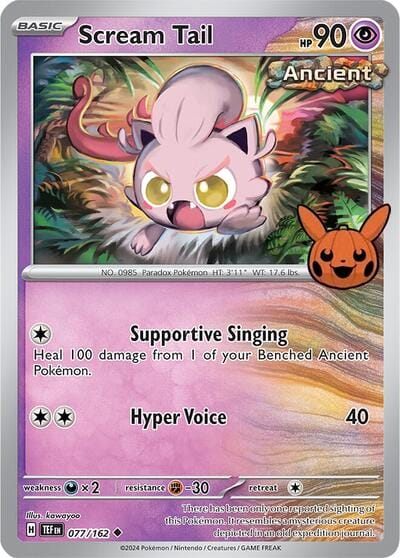 BASIC Scream Tail HP 90
Ancient
NO. 0985 Paradox Pokémon HT: 3'11" WT: 17.6 lbs.
Supportive Singing
Heal 100 damage from 1 of your Benched Ancient
Pokémon.
Hyper Voice 40
weakness × 2 resistance -30 retreat
Illus. kawayoo
H TEF EN 077/162
There has been only one reported sighting of
this Pokémon. It resembles a mysterious creature
depicted in an old expedition journal.
©2024 Pokémon / Nintendo / Creatures / GAME FREAK